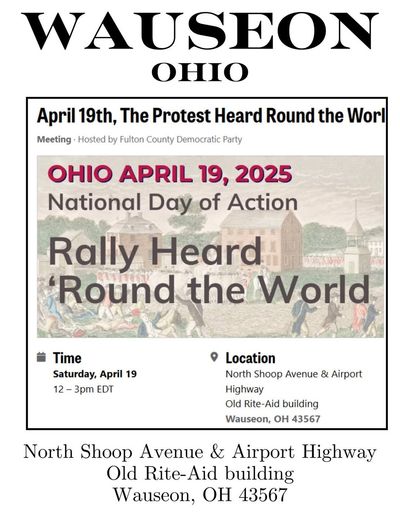 WAUSEON
OHIO
April 19th, The Protest Heard Round the Worl
Meeting · Hosted by Fulton County Democratic Party
OHIO APRIL 19, 2025
National Day of Action
Rally Heard
‘Round the World
Time
Saturday, April 19
12 – 3pm EDT
Location
North Shoop Avenue & Airport
Highway
Old Rite-Aid building
Wauseon, OH 43567
North Shoop Avenue & Airport Highway
Old Rite-Aid building
Wauseon, OH 43567